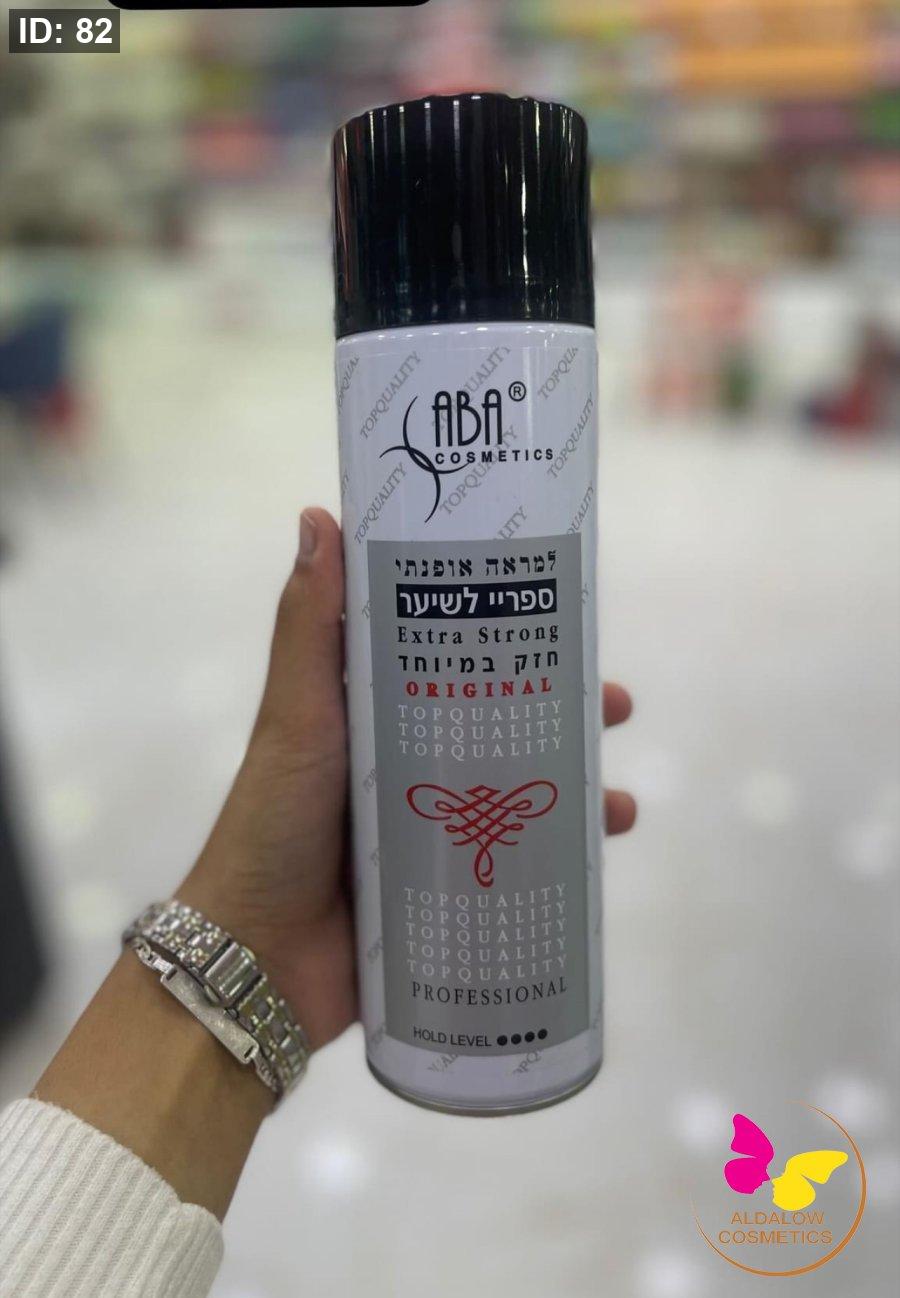 ID: 82
ABA®
COSMETICS
למראה אופנתי
ספריי לשיער
Extra Strong
חזק במיוחד
ORIGINAL
TOPQUALITY
TOPQUALITY
TOPQUALITY
TOPQUALITY
TOPQUALITY
TOPQUALITY
TOPQUALITY
TOPQUALITY
PROFESSIONAL
HOLD LEVEL ●●●●
ALDALOW
COSMETICS